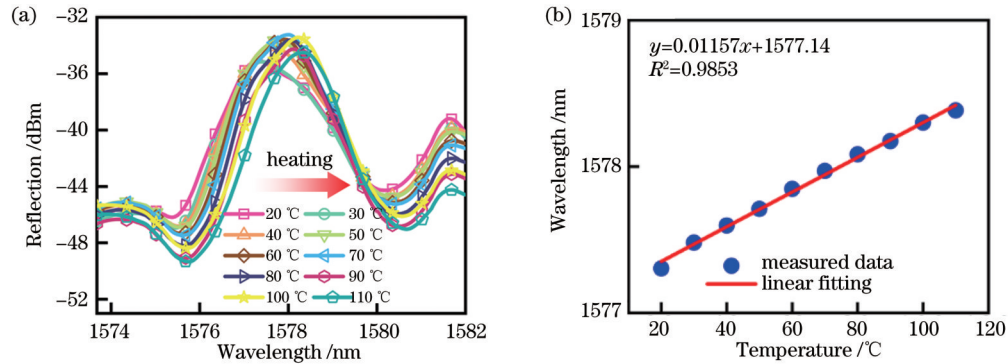 (a)
−32
−36
−40
−44
−48
−52
Reflection /dBm
heating
20 ℃ 30 ℃
40 ℃ 50 ℃
60 ℃ 70 ℃
80 ℃ 90 ℃
100 ℃ 110 ℃
1574 1576 1578 1580 1582
Wavelength /nm
(b)
1579
1578
1577
Wavelength /nm
y=0.01157x+1577.14
R²=0.9853
measured data
linear fitting
20 40 60 80 100 120
Temperature /℃